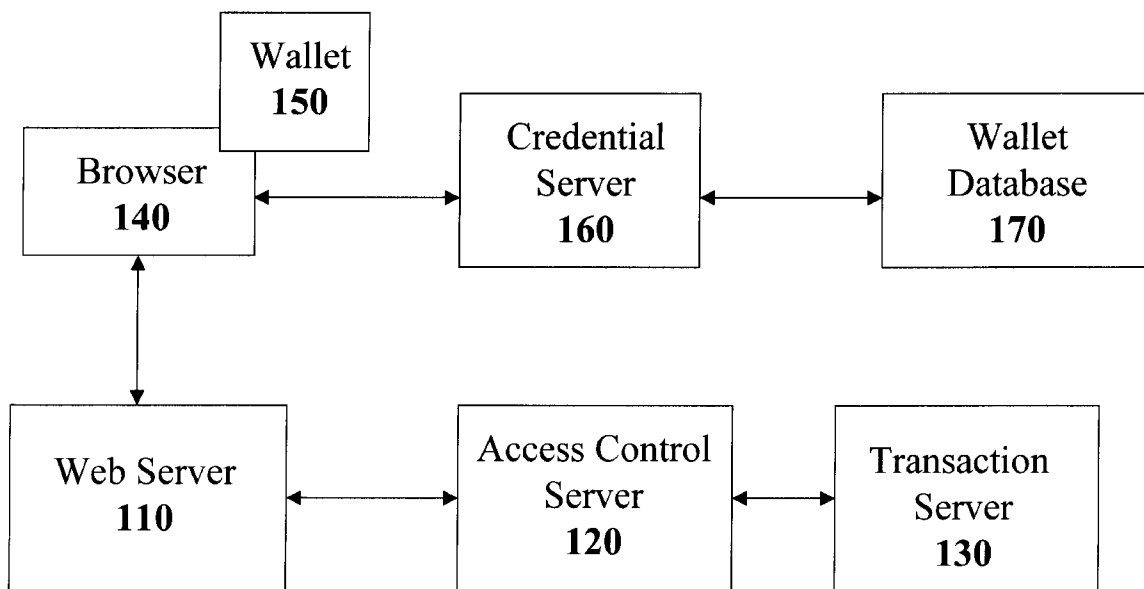 Wallet
150
Browser
140
Credential
Server
160
Wallet
Database
170
Web Server
110
Access Control
Server
120
Transaction
Server
130